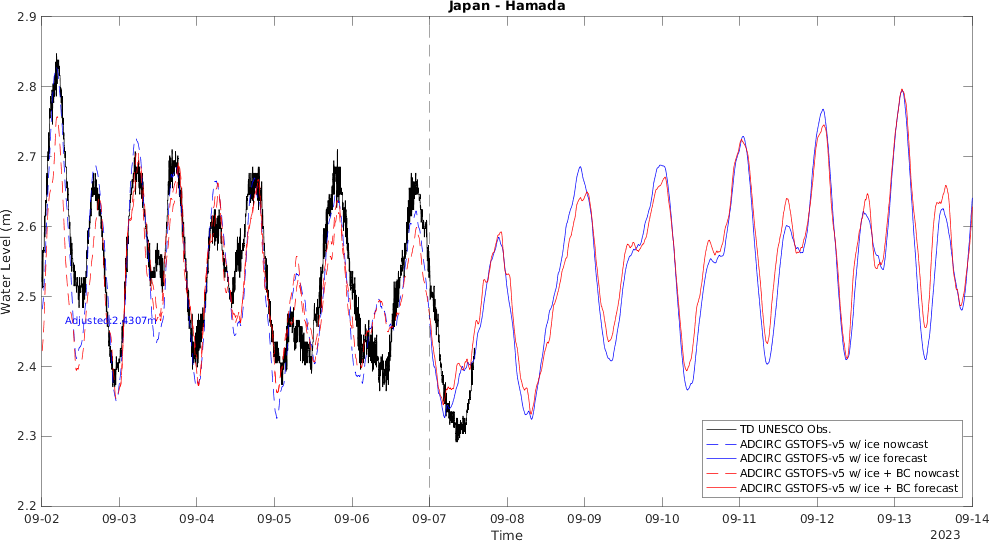 Japan - Hamada
2.9
2.8
2.7
2.6
2.5
2.4
2.3
2.2
Water Level (m)
Adjusted:2.4307m
TD UNESCO Obs.
ADCIRC GSTOFS-v5 w/ ice nowcast
ADCIRC GSTOFS-v5 w/ ice forecast
ADCIRC GSTOFS-v5 w/ ice + BC nowcast
ADCIRC GSTOFS-v5 w/ ice + BC forecast
09-02 09-03 09-04 09-05 09-06 09-07 09-08 09-09 09-10 09-11 09-12 09-13 09-14
Time
2023